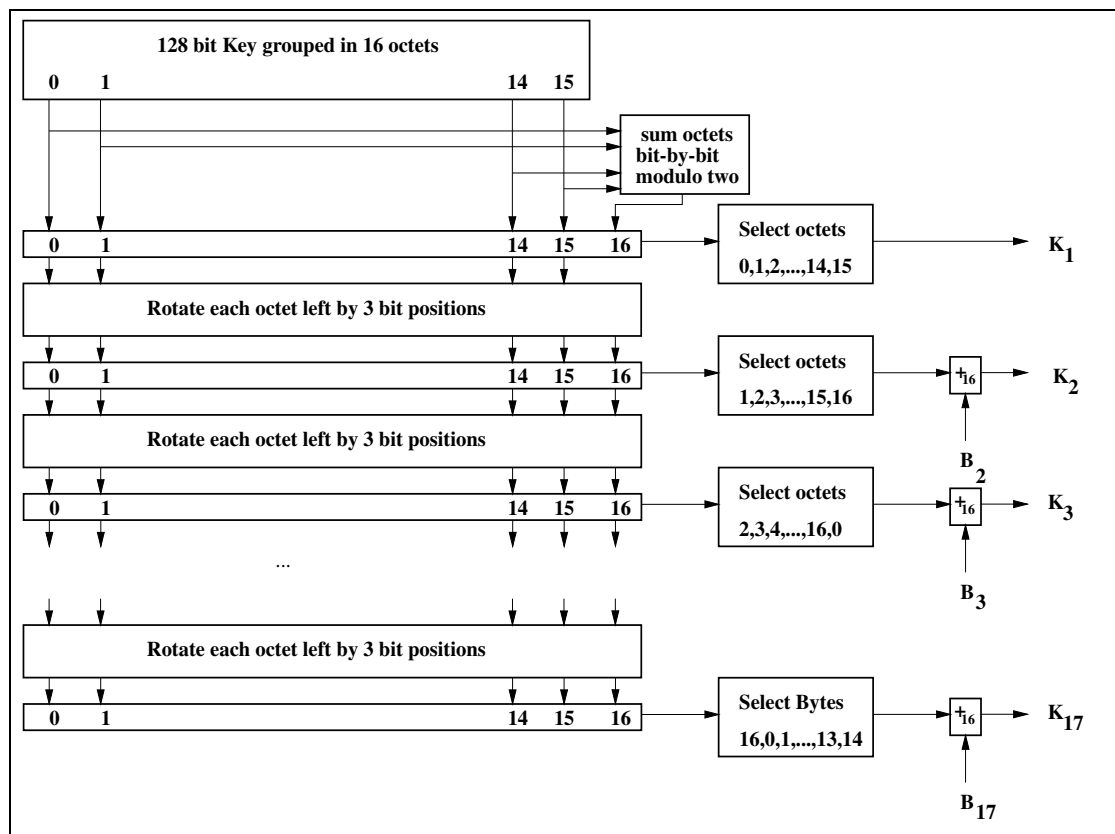 128 bit Key grouped in 16 octets
0 1 14 15
sum octets
bit-by-bit
modulo two
0 1 14 15 16
Select octets
0,1,2,...,14,15
K1
Rotate each octet left by 3 bit positions
0 1 14 15 16
Select octets
1,2,3,...,15,16
+16
K2
B2
Rotate each octet left by 3 bit positions
0 1 14 15 16
Select octets
2,3,4,...,16,0
+16
K3
B3
...
Rotate each octet left by 3 bit positions
0 1 14 15 16
Select Bytes
16,0,1,...,13,14
+16
K17
B17